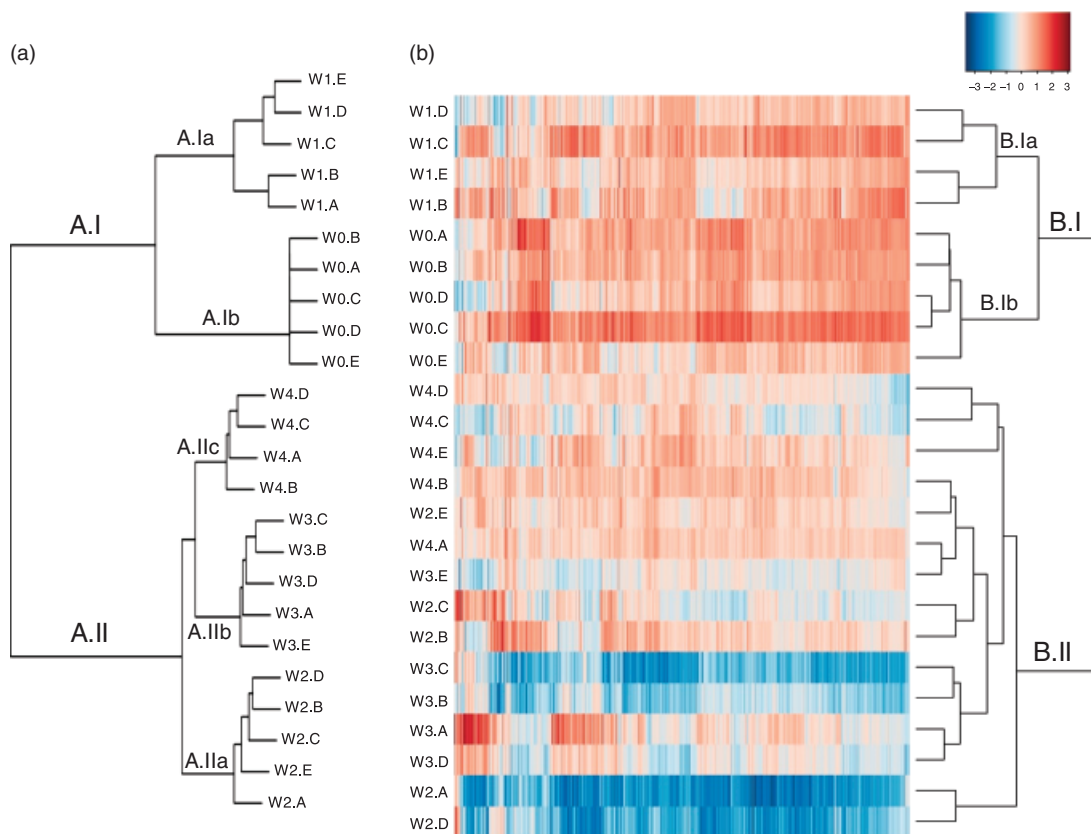 (a)
W1.E
W1.D
W1.C
W1.B
W1.A
W0.B
W0.A
W0.C
W0.D
W0.E
W4.D
W4.C
W4.A
W4.B
W3.C
W3.B
W3.D
W3.A
W3.E
W2.D
W2.B
W2.C
W2.E
W2.A
A.Ia
A.I
A.Ib
A.IIc
A.IIb
A.II
A.IIa
(b)
−3 −2 −1 0 1 2 3
W1.D
W1.C
W1.E
W1.B
W0.A
W0.B
W0.D
W0.C
W0.E
W4.D
W4.C
W4.E
W4.B
W2.E
W4.A
W3.E
W2.C
W2.B
W3.C
W3.B
W3.A
W3.D
W2.A
W2.D
B.Ia
B.I
B.Ib
B.II